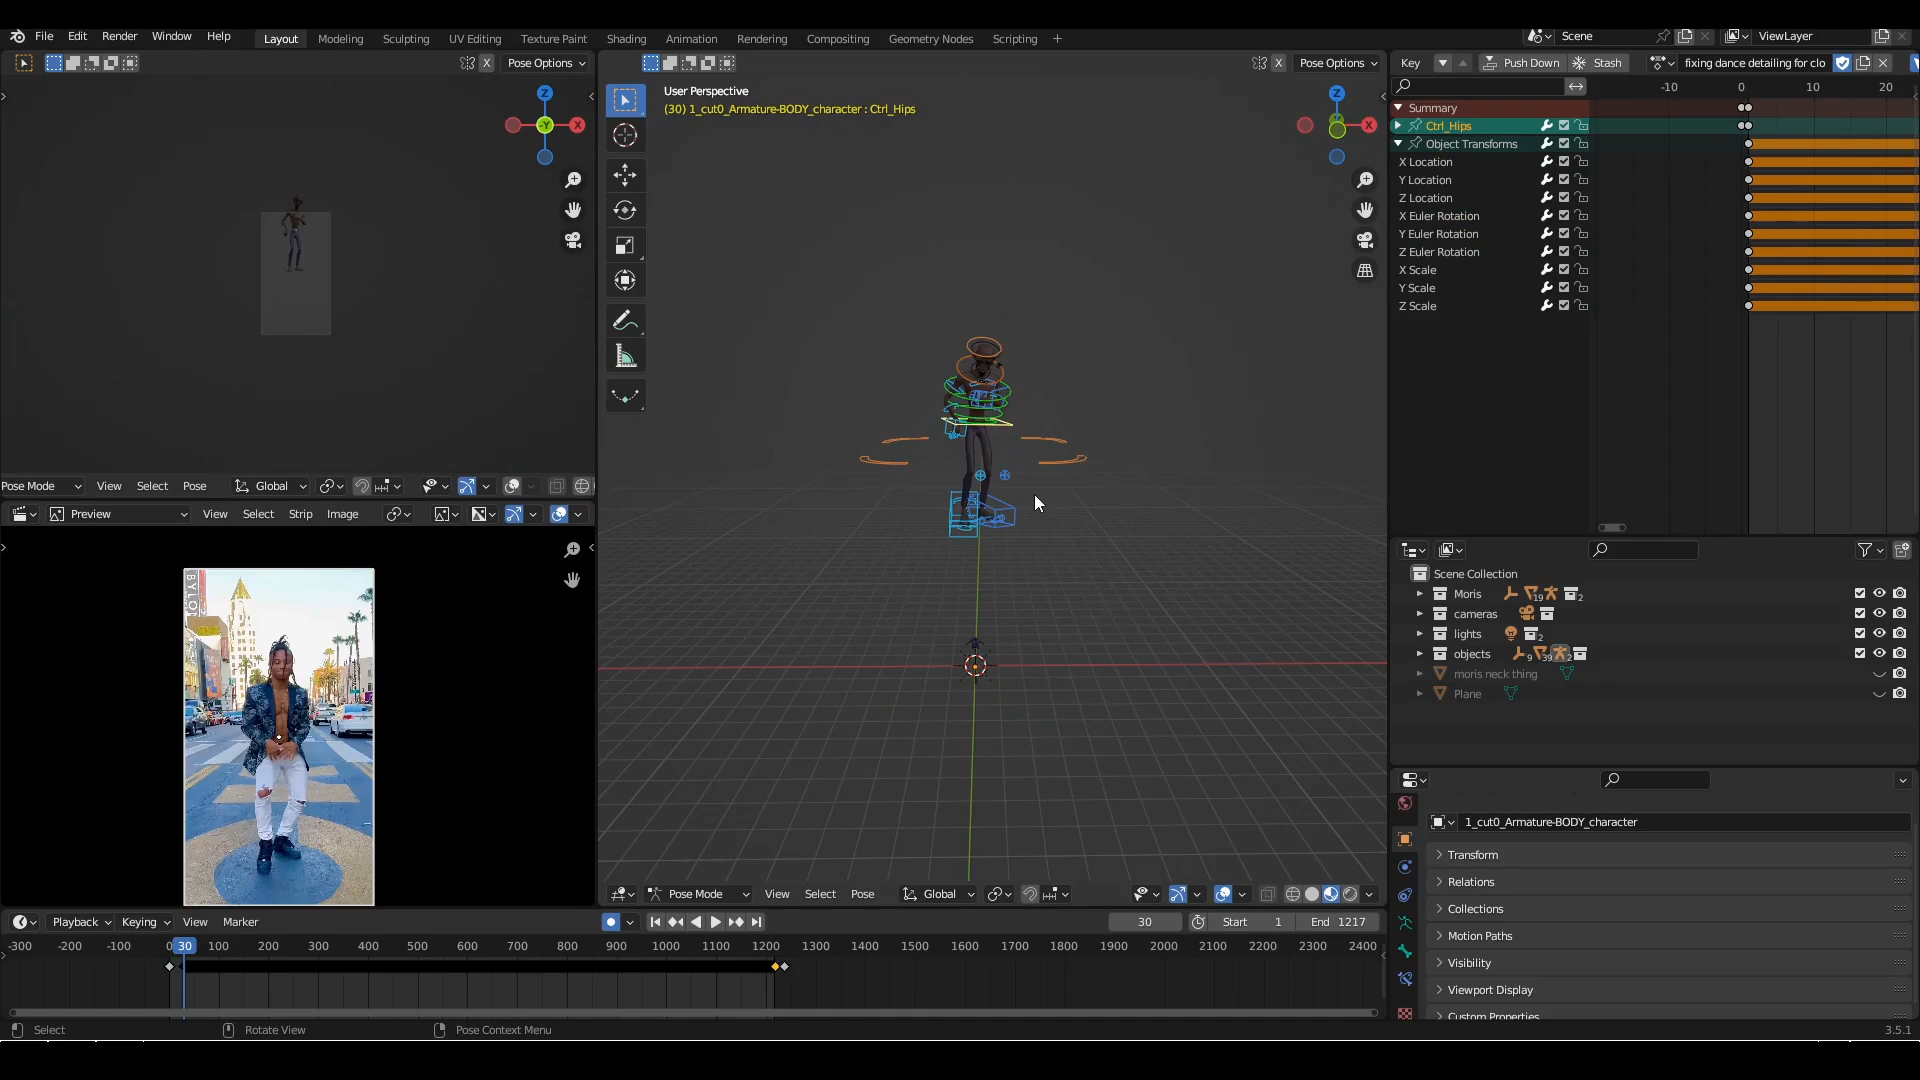 File Edit Render Window Help Layout Modeling Sculpting UV Editing Texture Paint Shading Animation Rendering Compositing Geometry Nodes Scripting + Scene ViewLayer
X Pose Options
Z
-Y X
Pose Mode View Select Pose Global
Preview View Select Strip Image
BYLO
X Pose Options
User Perspective
(30) 1_cut0_Armature-BODY_character : Ctrl_Hips
Z
X
Pose Mode View Select Pose Global
Key Push Down Stash fixing dance detailing for clo
-10 0 10 20
Summary
Ctrl_Hips
Object Transforms
X Location
Y Location
Z Location
X Euler Rotation
Y Euler Rotation
Z Euler Rotation
X Scale
Y Scale
Z Scale
Scene Collection
Moris 19 2
cameras
lights 2
objects 9 39 2
moris neck thing
Plane
1_cut0_Armature-BODY_character
Transform
Relations
Collections
Motion Paths
Visibility
Viewport Display
Custom Properties
Playback Keying View Marker 30 Start 1 End 1217
-300 -200 -100 0 30 100 200 300 400 500 600 700 800 900 1000 1100 1200 1300 1400 1500 1600 1700 1800 1900 2000 2100 2200 2300 2400
Select Rotate View Pose Context Menu 3.5.1